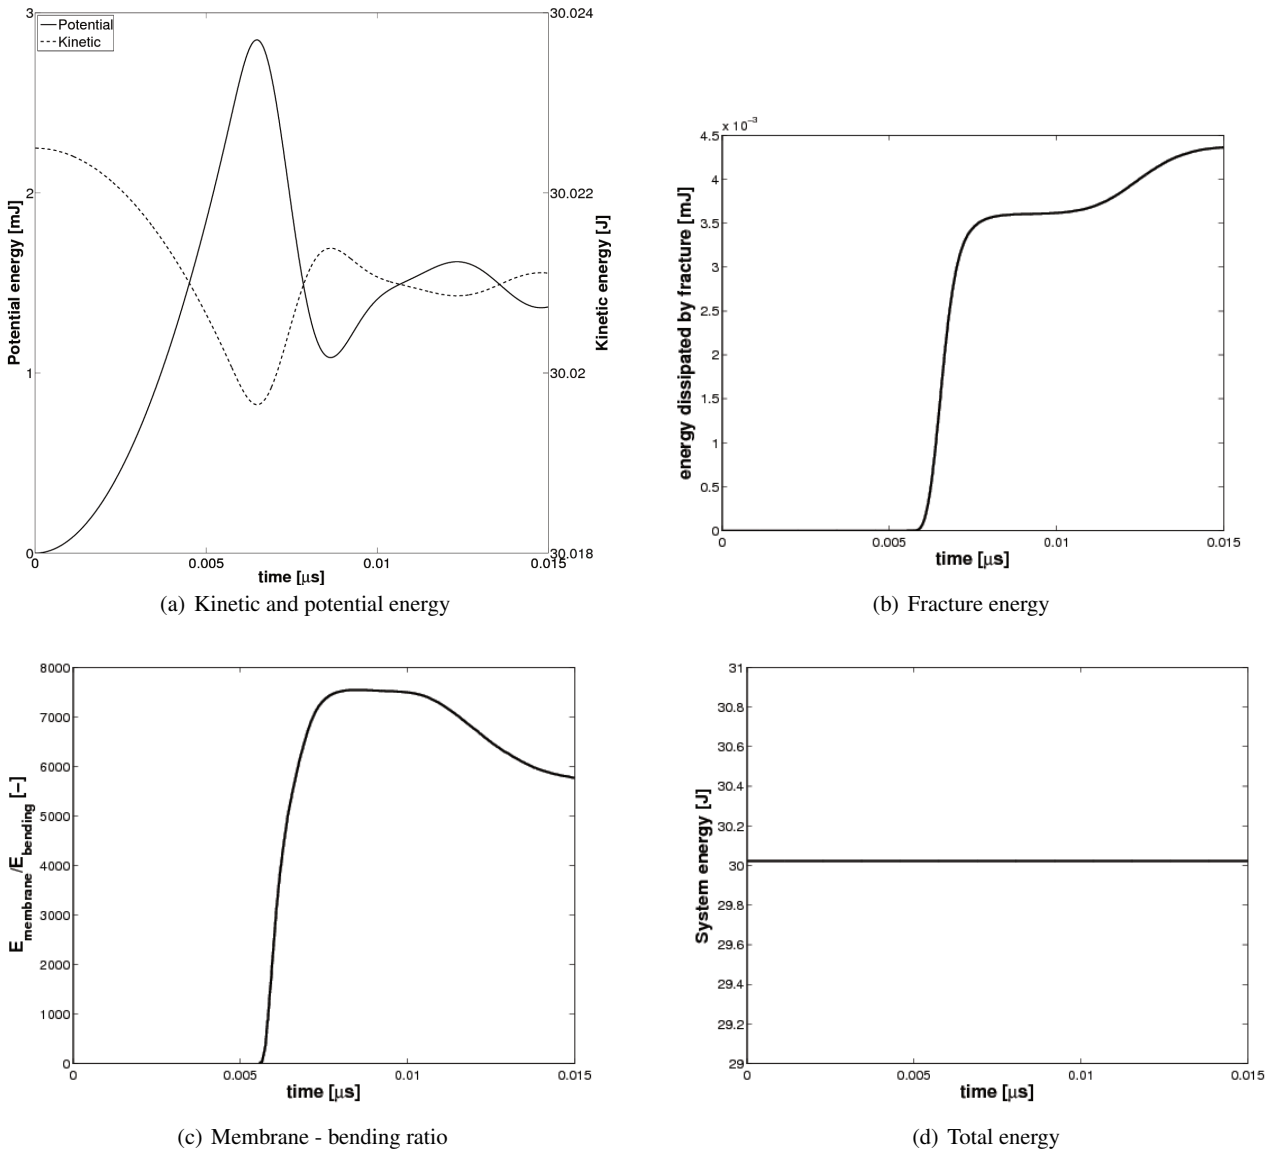 3
2
1
0
Potential energy [mJ]
Potential
Kinetic
30.024
30.022
30.02
30.018
Kinetic energy [J]
0 0.005 0.01 0.015
time [μs]
(a) Kinetic and potential energy
x 10⁻³
4.5
4
3.5
3
2.5
2
1.5
1
0.5
0
energy dissipated by fracture [mJ]
0 0.005 0.01 0.015
time [μs]
(b) Fracture energy
8000
7000
6000
5000
4000
3000
2000
1000
0
E_membrane/E_bending [−]
0 0.005 0.01 0.015
time [μs]
(c) Membrane - bending ratio
31
30.8
30.6
30.4
30.2
30
29.8
29.6
29.4
29.2
29
System energy [J]
0 0.005 0.01 0.015
time [μs]
(d) Total energy